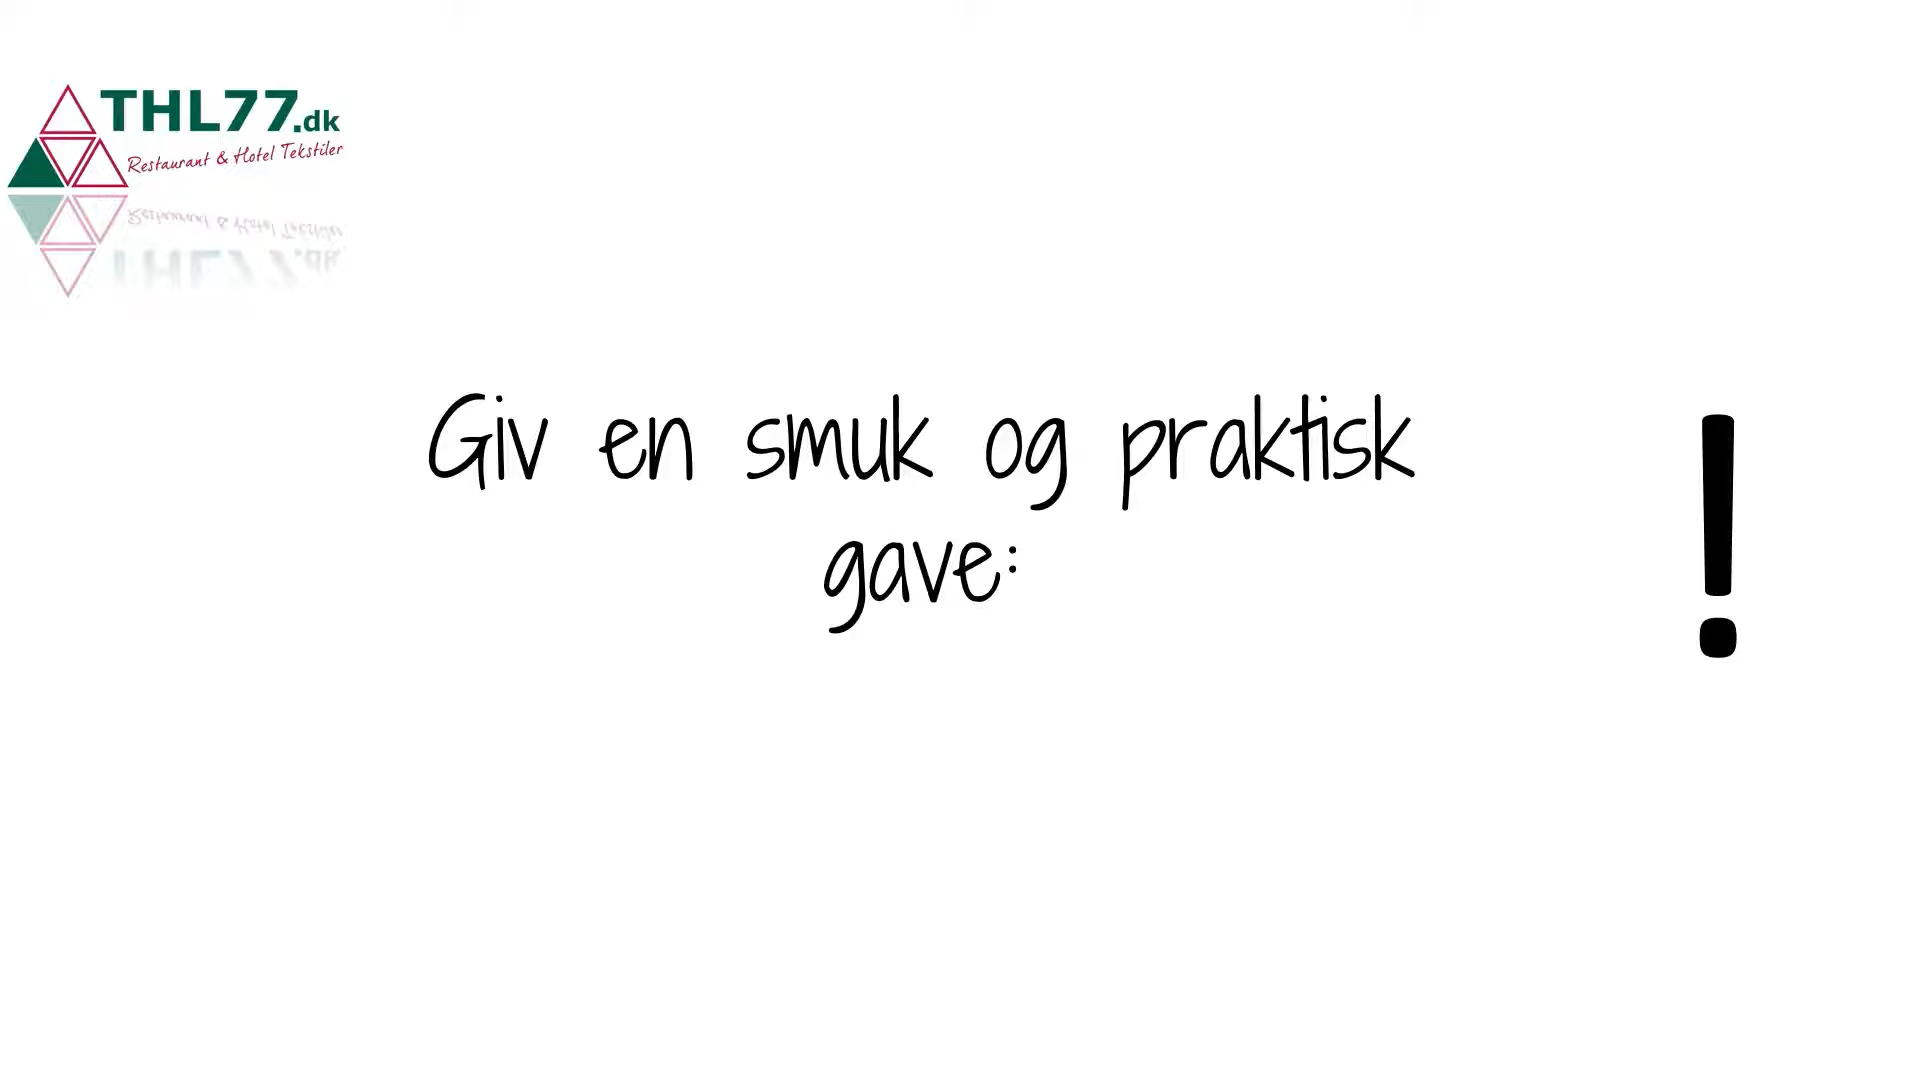 THL77.dk
Restaurant & Hotel Tekstiler
Giv en smuk og praktisk
gave:
!